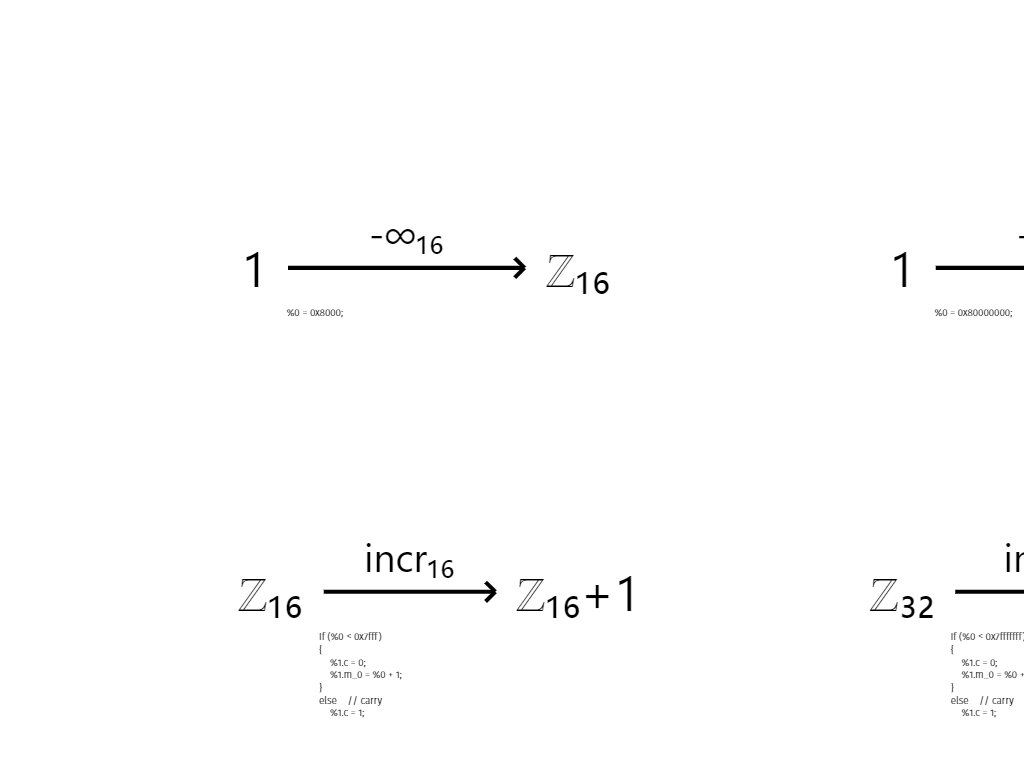 -∞16
1 ℤ16
%0 = 0x8000;
1
%0 = 0x80000000;
incr16
ℤ16 ℤ16+1
If (%0 < 0x7fff)
{
%1.c = 0;
%1.m_0 = %0 + 1;
}
else // carry
%1.c = 1;
ℤ32
If (%0 < 0x7fffffff)
{
%1.c = 0;
%1.m_0 = %0 +
}
else // carry
%1.c = 1;